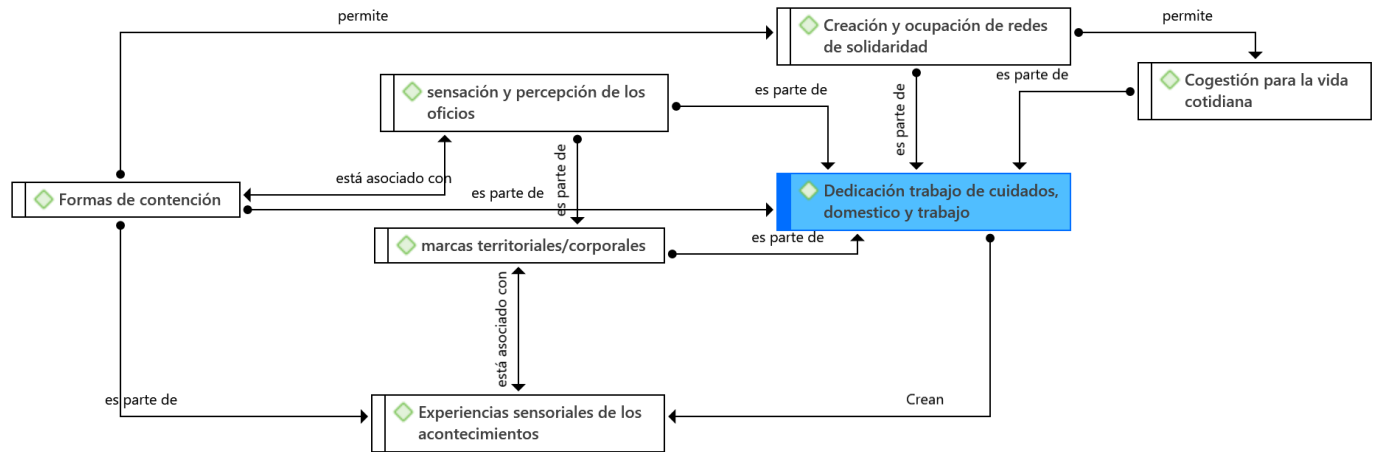 permite
Creación y ocupación de redes
de solidaridad
permite
sensación y percepción de los
oficios
es parte de
es parte de
es parte de
Cogestión para la vida
cotidiana
está asociado con
es parte de
Formas de contención
es parte de
Dedicación trabajo de cuidados,
domestico y trabajo
marcas territoriales/corporales
es parte de
está asociado con
es parte de
Experiencias sensoriales de los
acontecimientos
Crean